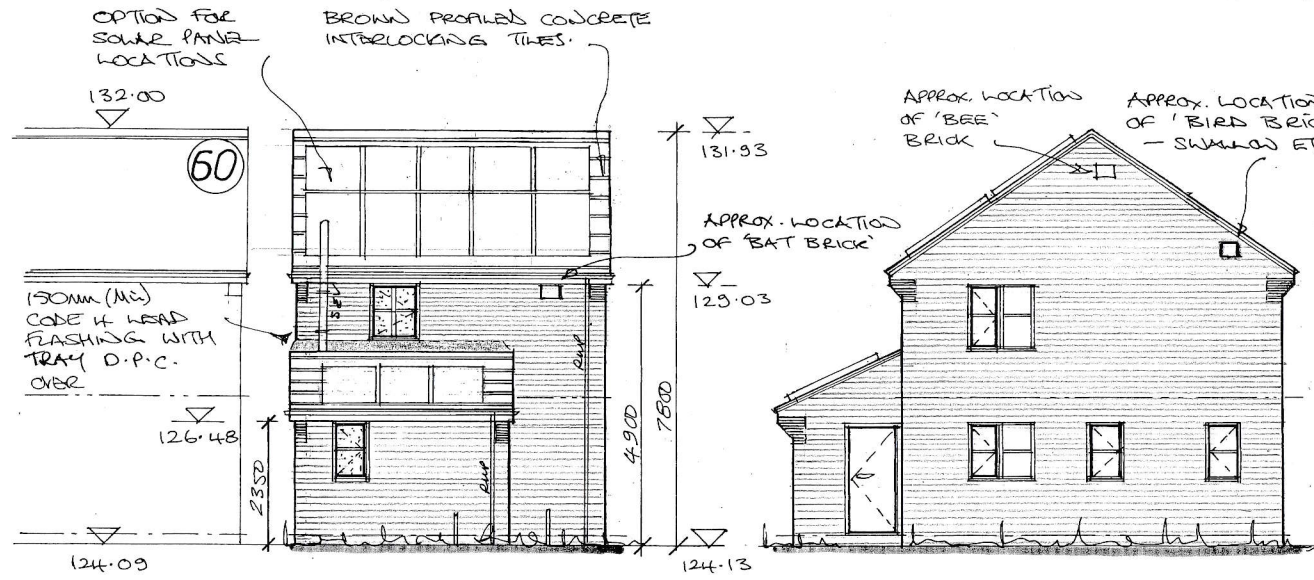 OPTION FOR
SOLAR PANEL
LOCATIONS
BROWN PROFILED CONCRETE
INTERLOCKING TILES.
132.00
60
131.93
APPROX. LOCATION
OF 'BEE'
BRICK
APPROX. LOCATION
OF 'BIRD BRIC
- SWALLOW ET
APPROX. LOCATION
OF 'BAT BRICK'
129.03
150mm (Min)
CODE 4 LEAD
FLASHING WITH
TRAY D.P.C.
OVER
126.48
2350
4900
7800
RWP
RWP
124.09
124.13